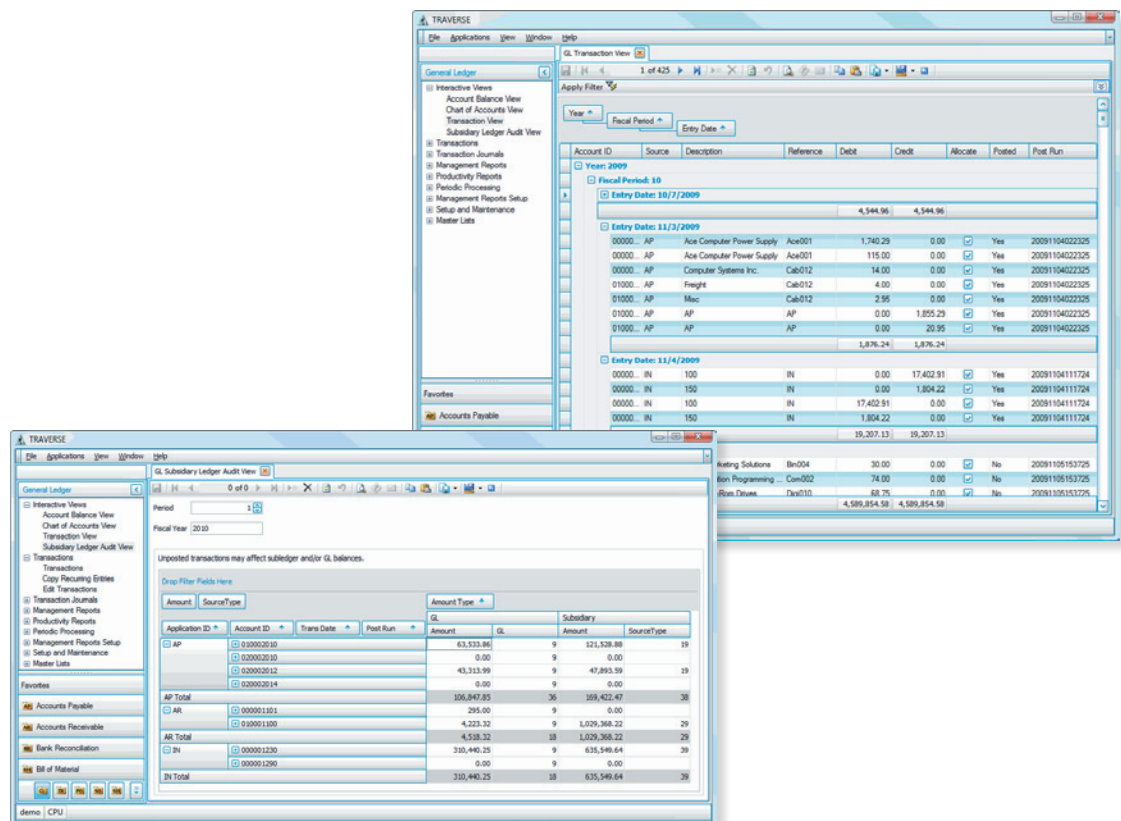 TRAVERSE
File Applications View Window Help
GL Transaction View
General Ledger
1 of 425
Interactive Views
Account Balance View
Chart of Accounts View
Transaction View
Subsidiary Ledger Audit View
Transactions
Transaction Journals
Management Reports
Productivity Reports
Periodic Processing
Management Reports Setup
Setup and Maintenance
Master Lists
Favorites
Accounts Payable
Apply Filter
Year
Fiscal Period
Entry Date
Account ID Source Description Reference Debit Credit Allocate Posted Post Run
Year: 2009
Fiscal Period: 10
Entry Date: 10/7/2009
4,544.96 4,544.96
Entry Date: 11/3/2009
00000... AP Ace Computer Power Supply Ace001 1,740.29 0.00 Yes 20091104022325
00000... AP Ace Computer Power Supply Ace001 115.00 0.00 Yes 20091104022325
00000... AP Computer Systems Inc. Cab012 14.00 0.00 Yes 20091104022325
01000... AP Freight Cab012 4.00 0.00 Yes 20091104022325
01000... AP Misc Cab012 2.95 0.00 Yes 20091104022325
01000... AP AP AP 0.00 1,855.29 Yes 20091104022325
01000... AP AP AP 0.00 20.95 Yes 20091104022325
1,876.24 1,876.24
Entry Date: 11/4/2009
00000... IN 100 IN 0.00 17,402.91 Yes 20091104111724
00000... IN 150 IN 0.00 1,804.22 Yes 20091104111724
00000... IN 100 IN 17,402.91 0.00 Yes 20091104111724
00000... IN 150 IN 1,804.22 0.00 Yes 20091104111724
19,207.13 19,207.13
keting Solutions Bin004 30.00 0.00 No 20091105153725
tion Programming ... Com002 74.00 0.00 No 20091105153725
-Rom Drives 68.75 0.00 No 20091105153725
4,589,854.58 4,589,854.58
TRAVERSE
File Applications View Window Help
GL Subsidiary Ledger Audit View
General Ledger
0 of 0
Interactive Views
Account Balance View
Chart of Accounts View
Transaction View
Subsidiary Ledger Audit View
Transactions
Transactions
Copy Recurring Entries
Edit Transactions
Transaction Journals
Management Reports
Productivity Reports
Periodic Processing
Management Reports Setup
Setup and Maintenance
Master Lists
Favorites
Accounts Payable
Accounts Receivable
Bank Reconciliation
Bill of Material
Period 1
Fiscal Year 2010
Unposted transactions may affect subledger and/or GL balances.
Drop Filter Fields Here
Amount SourceType Amount Type
GL Subsidiary
Application ID Account ID Trans Date Post Run Amount GL Amount SourceType
AP 010002010 63,533.86 9 121,528.88 19
020002010 0.00 9 0.00
020002012 43,313.99 9 47,893.59 19
020002014 0.00 9 0.00
AP Total 106,847.85 36 169,422.47 38
AR 000001101 295.00 9 0.00
010001100 4,223.32 9 1,029,368.22 29
AR Total 4,518.32 18 1,029,368.22 29
IN 000001230 310,440.25 9 635,549.64 39
000001290 0.00 9 0.00
IN Total 310,440.25 18 635,549.64 39
demo CPU